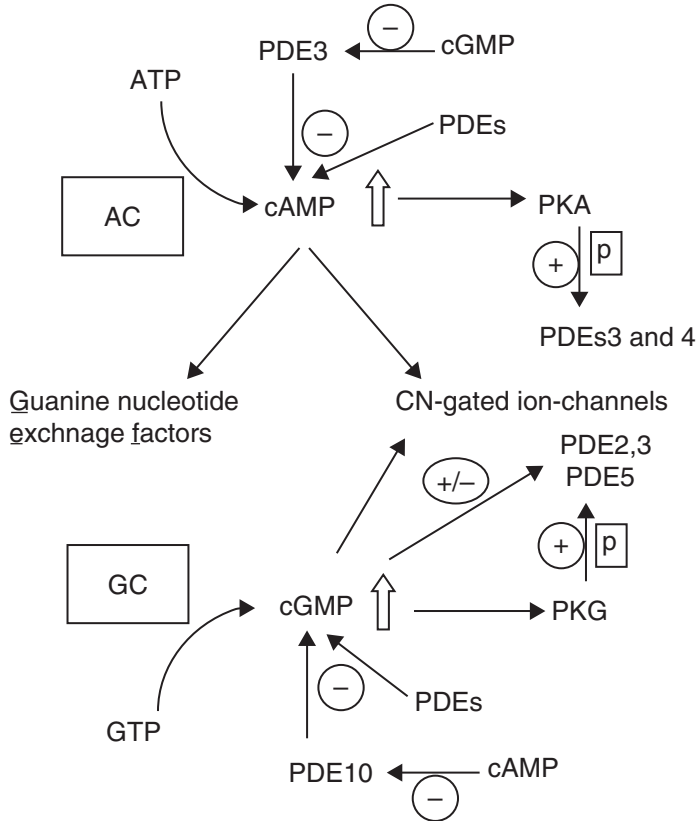 PDE3
–
cGMP
ATP
–
PDEs
AC
cAMP
PKA
+
p
PDEs3 and 4
Guanine nucleotide
exchnage factors
CN-gated ion-channels
PDE2,3
PDE5
+/–
+
p
GC
cGMP
PKG
–
PDEs
GTP
PDE10
cAMP
–